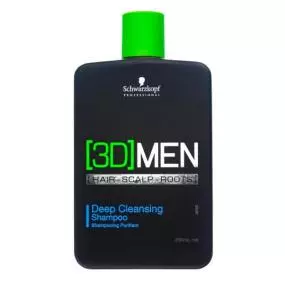 Schwarzkopf
PROFESSIONAL
[3D]MEN
[HAIR-SCALP-ROOTS]
Deep Cleansing
Shampoo
Shampooing Purifiant